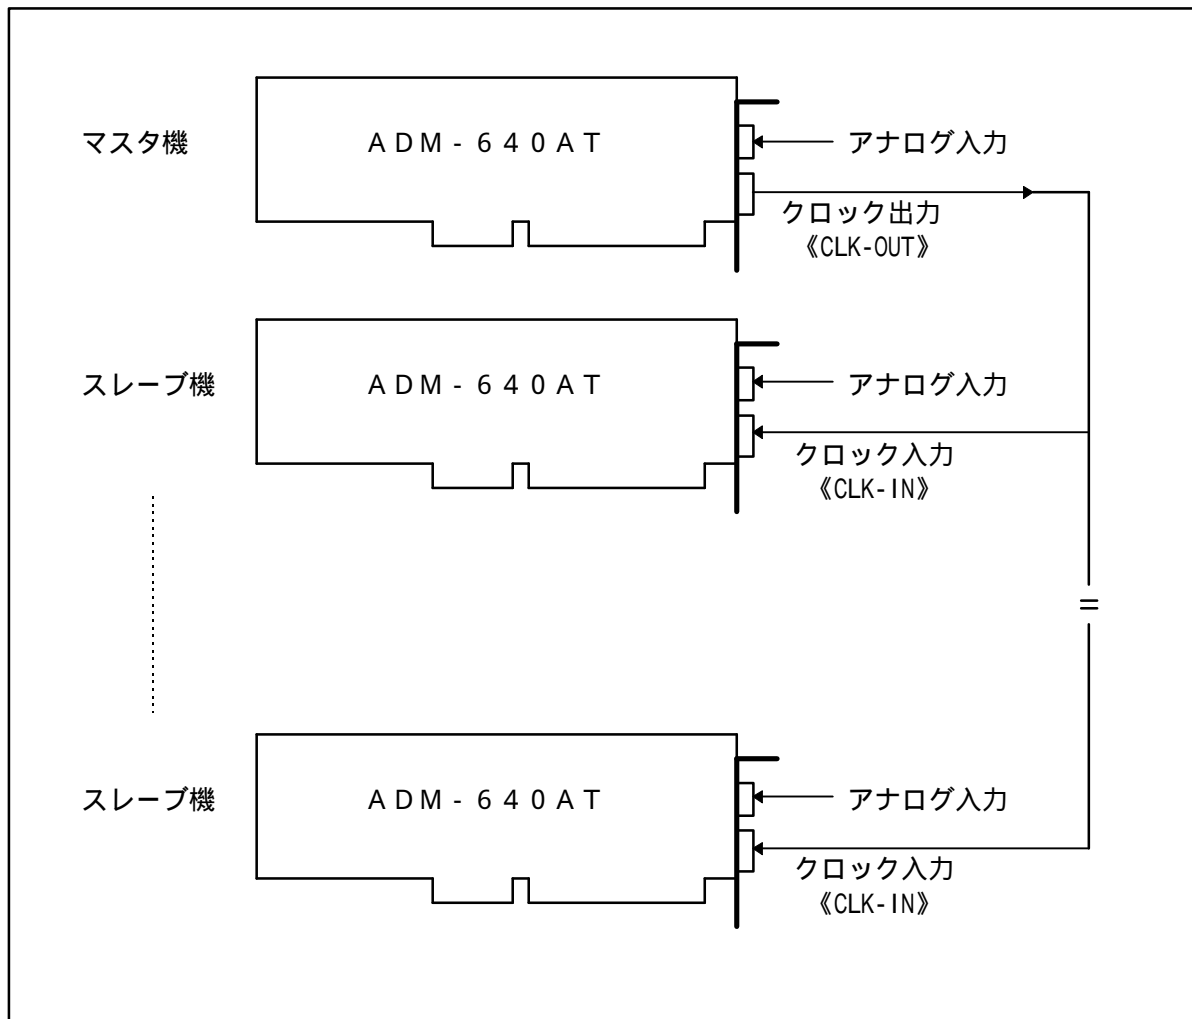 マスタ機
ＡＤＭ－６４０ＡＴ
アナログ入力
クロック出力
《CLK-OUT》
スレーブ機
ＡＤＭ－６４０ＡＴ
アナログ入力
クロック入力
《CLK-IN》
スレーブ機
ＡＤＭ－６４０ＡＴ
アナログ入力
クロック入力
《CLK-IN》